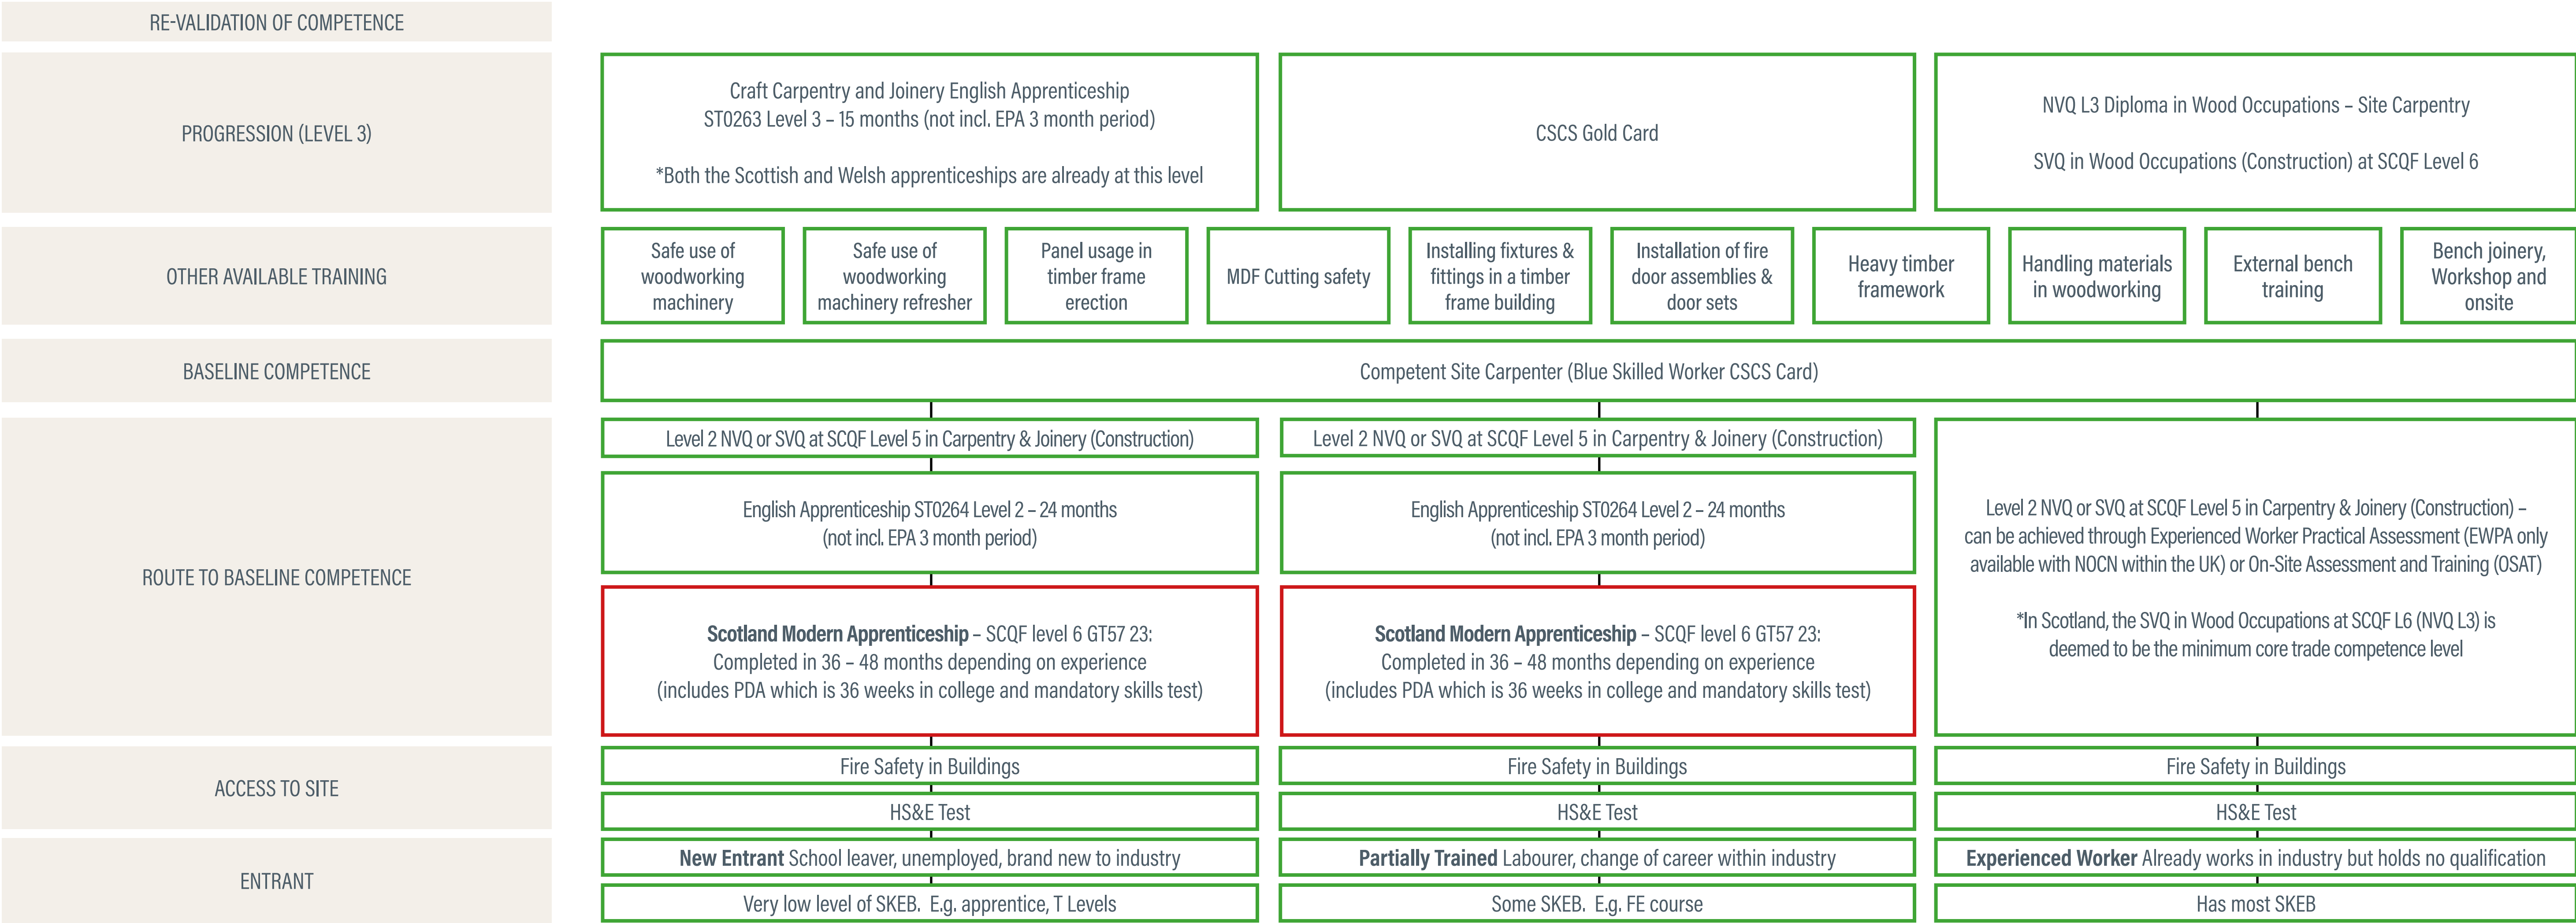 RE-VALIDATION OF COMPETENCE
PROGRESSION (LEVEL 3)
Craft Carpentry and Joinery English Apprenticeship
ST0263 Level 3 – 15 months (not incl. EPA 3 month period)
*Both the Scottish and Welsh apprenticeships are already at this level
CSCS Gold Card
NVQ L3 Diploma in Wood Occupations – Site Carpentry
SVQ in Wood Occupations (Construction) at SCQF Level 6
OTHER AVAILABLE TRAINING
Safe use of
woodworking
machinery
Safe use of
woodworking
machinery refresher
Panel usage in
timber frame
erection
MDF Cutting safety
Installing fixtures &
fittings in a timber
frame building
Installation of fire
door assemblies &
door sets
Heavy timber
framework
Handling materials
in woodworking
External bench
training
Bench joinery,
Workshop and
onsite
BASELINE COMPETENCE
Competent Site Carpenter (Blue Skilled Worker CSCS Card)
ROUTE TO BASELINE COMPETENCE
Level 2 NVQ or SVQ at SCQF Level 5 in Carpentry & Joinery (Construction)
English Apprenticeship ST0264 Level 2 – 24 months
(not incl. EPA 3 month period)
Scotland Modern Apprenticeship – SCQF level 6 GT57 23:
Completed in 36 – 48 months depending on experience
(includes PDA which is 36 weeks in college and mandatory skills test)
Level 2 NVQ or SVQ at SCQF Level 5 in Carpentry & Joinery (Construction)
English Apprenticeship ST0264 Level 2 – 24 months
(not incl. EPA 3 month period)
Scotland Modern Apprenticeship – SCQF level 6 GT57 23:
Completed in 36 – 48 months depending on experience
(includes PDA which is 36 weeks in college and mandatory skills test)
Level 2 NVQ or SVQ at SCQF Level 5 in Carpentry & Joinery (Construction) –
can be achieved through Experienced Worker Practical Assessment (EWPA only
available with NOCN within the UK) or On-Site Assessment and Training (OSAT)
*In Scotland, the SVQ in Wood Occupations at SCQF L6 (NVQ L3) is
deemed to be the minimum core trade competence level
ACCESS TO SITE
Fire Safety in Buildings
Fire Safety in Buildings
Fire Safety in Buildings
HS&E Test
HS&E Test
HS&E Test
ENTRANT
New Entrant School leaver, unemployed, brand new to industry
Partially Trained Labourer, change of career within industry
Experienced Worker Already works in industry but holds no qualification
Very low level of SKEB. E.g. apprentice, T Levels
Some SKEB. E.g. FE course
Has most SKEB